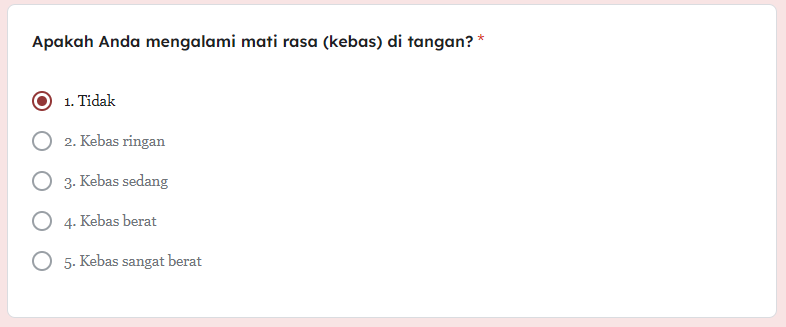 Apakah Anda mengalami mati rasa (kebas) di tangan? *
1. Tidak
2. Kebas ringan
3. Kebas sedang
4. Kebas berat
5. Kebas sangat berat